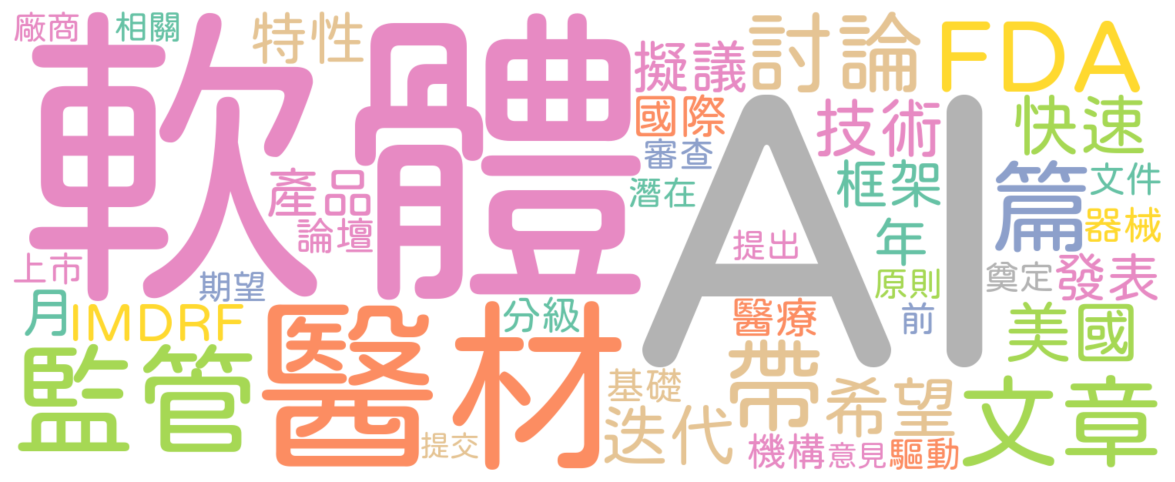 廠商
相關
特性
軟體
擬議
討論
FDA
國際
AI
技術
快速
審查
產品
潛在
框架
篇
文件
論壇
提出
年
器械
上市
期望
原則
奠定
發表
月
IMDRF
分級
醫療
前
美國
監管
醫材
基礎
帶
希望
文章
提交
迭代
機構
意見
驅動